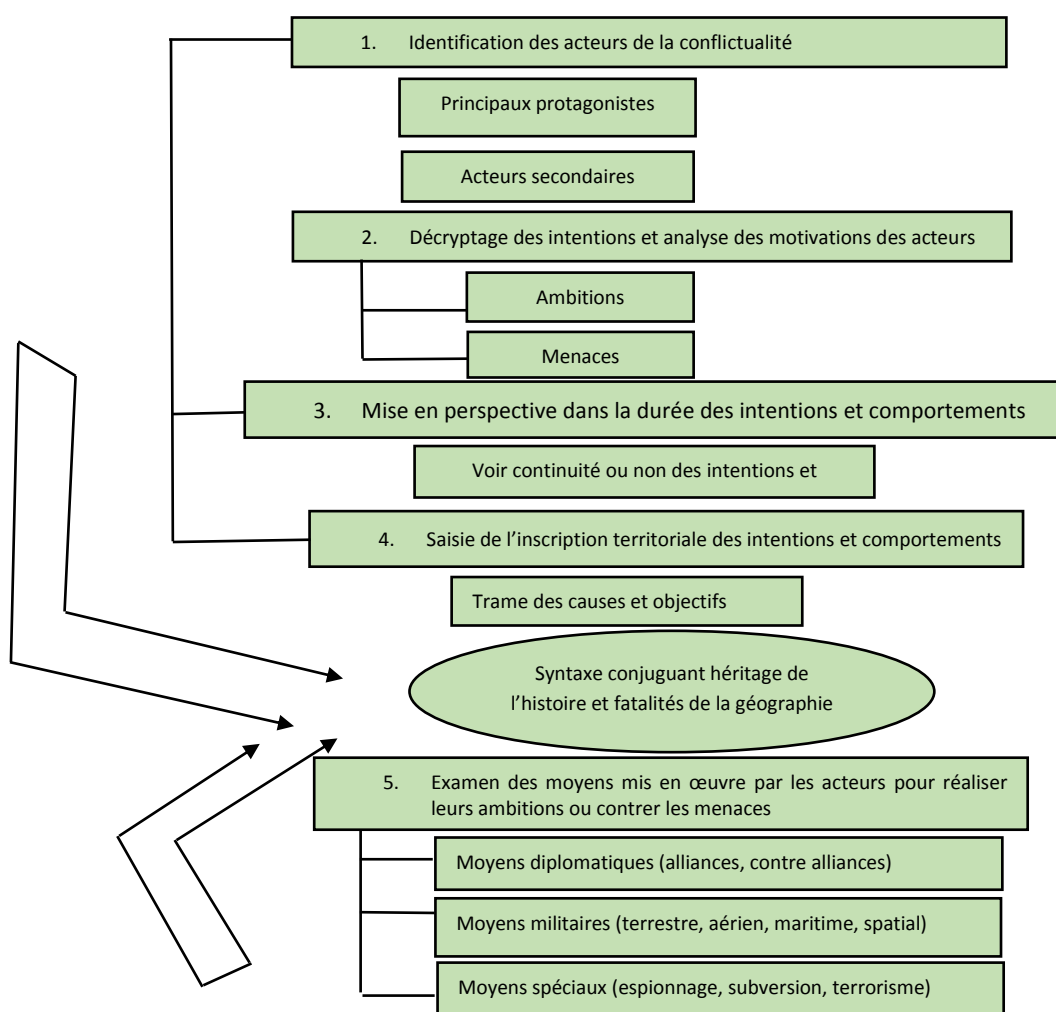 1. Identification des acteurs de la conflictualité
Principaux protagonistes
Acteurs secondaires
2. Décryptage des intentions et analyse des motivations des acteurs
Ambitions
Menaces
3. Mise en perspective dans la durée des intentions et comportements
Voir continuité ou non des intentions et
4. Saisie de l’inscription territoriale des intentions et comportements
Trame des causes et objectifs
Syntaxe conjuguant héritage de
l’histoire et fatalités de la géographie
5. Examen des moyens mis en œuvre par les acteurs pour réaliser
leurs ambitions ou contrer les menaces
Moyens diplomatiques (alliances, contre alliances)
Moyens militaires (terrestre, aérien, maritime, spatial)
Moyens spéciaux (espionnage, subversion, terrorisme)